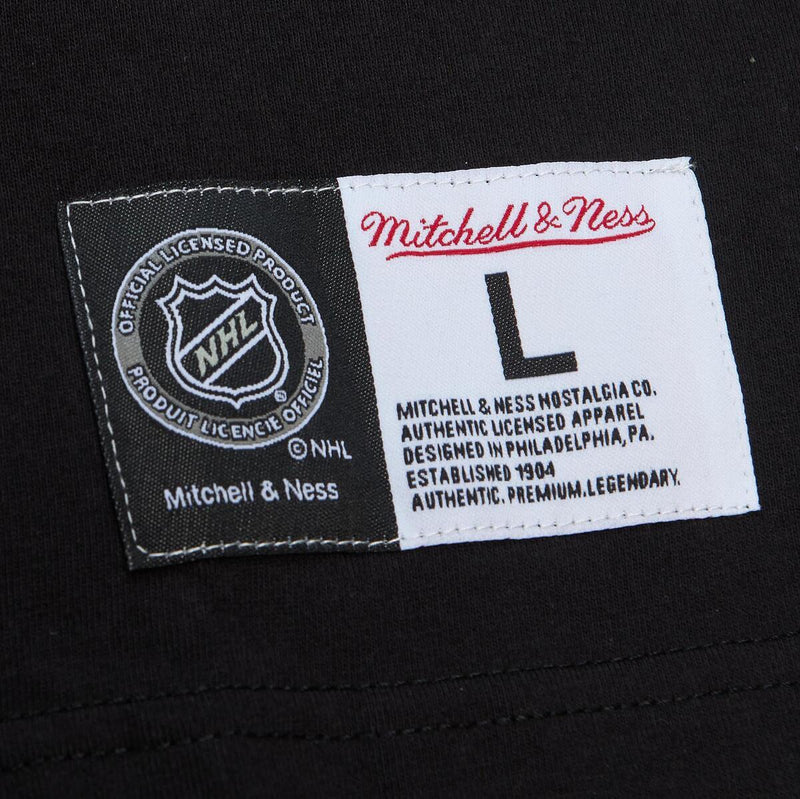 OFFICIAL LICENSED PRODUCT
NHL
®
PRODUIT LICENCIE OFFICIEL
© NHL
Mitchell & Ness
Mitchell & Ness
L
MITCHELL & NESS NOSTALGIA CO.
AUTHENTIC LICENSED APPAREL
DESIGNED IN PHILADELPHIA, PA.
ESTABLISHED 1904
AUTHENTIC. PREMIUM. LEGENDARY.